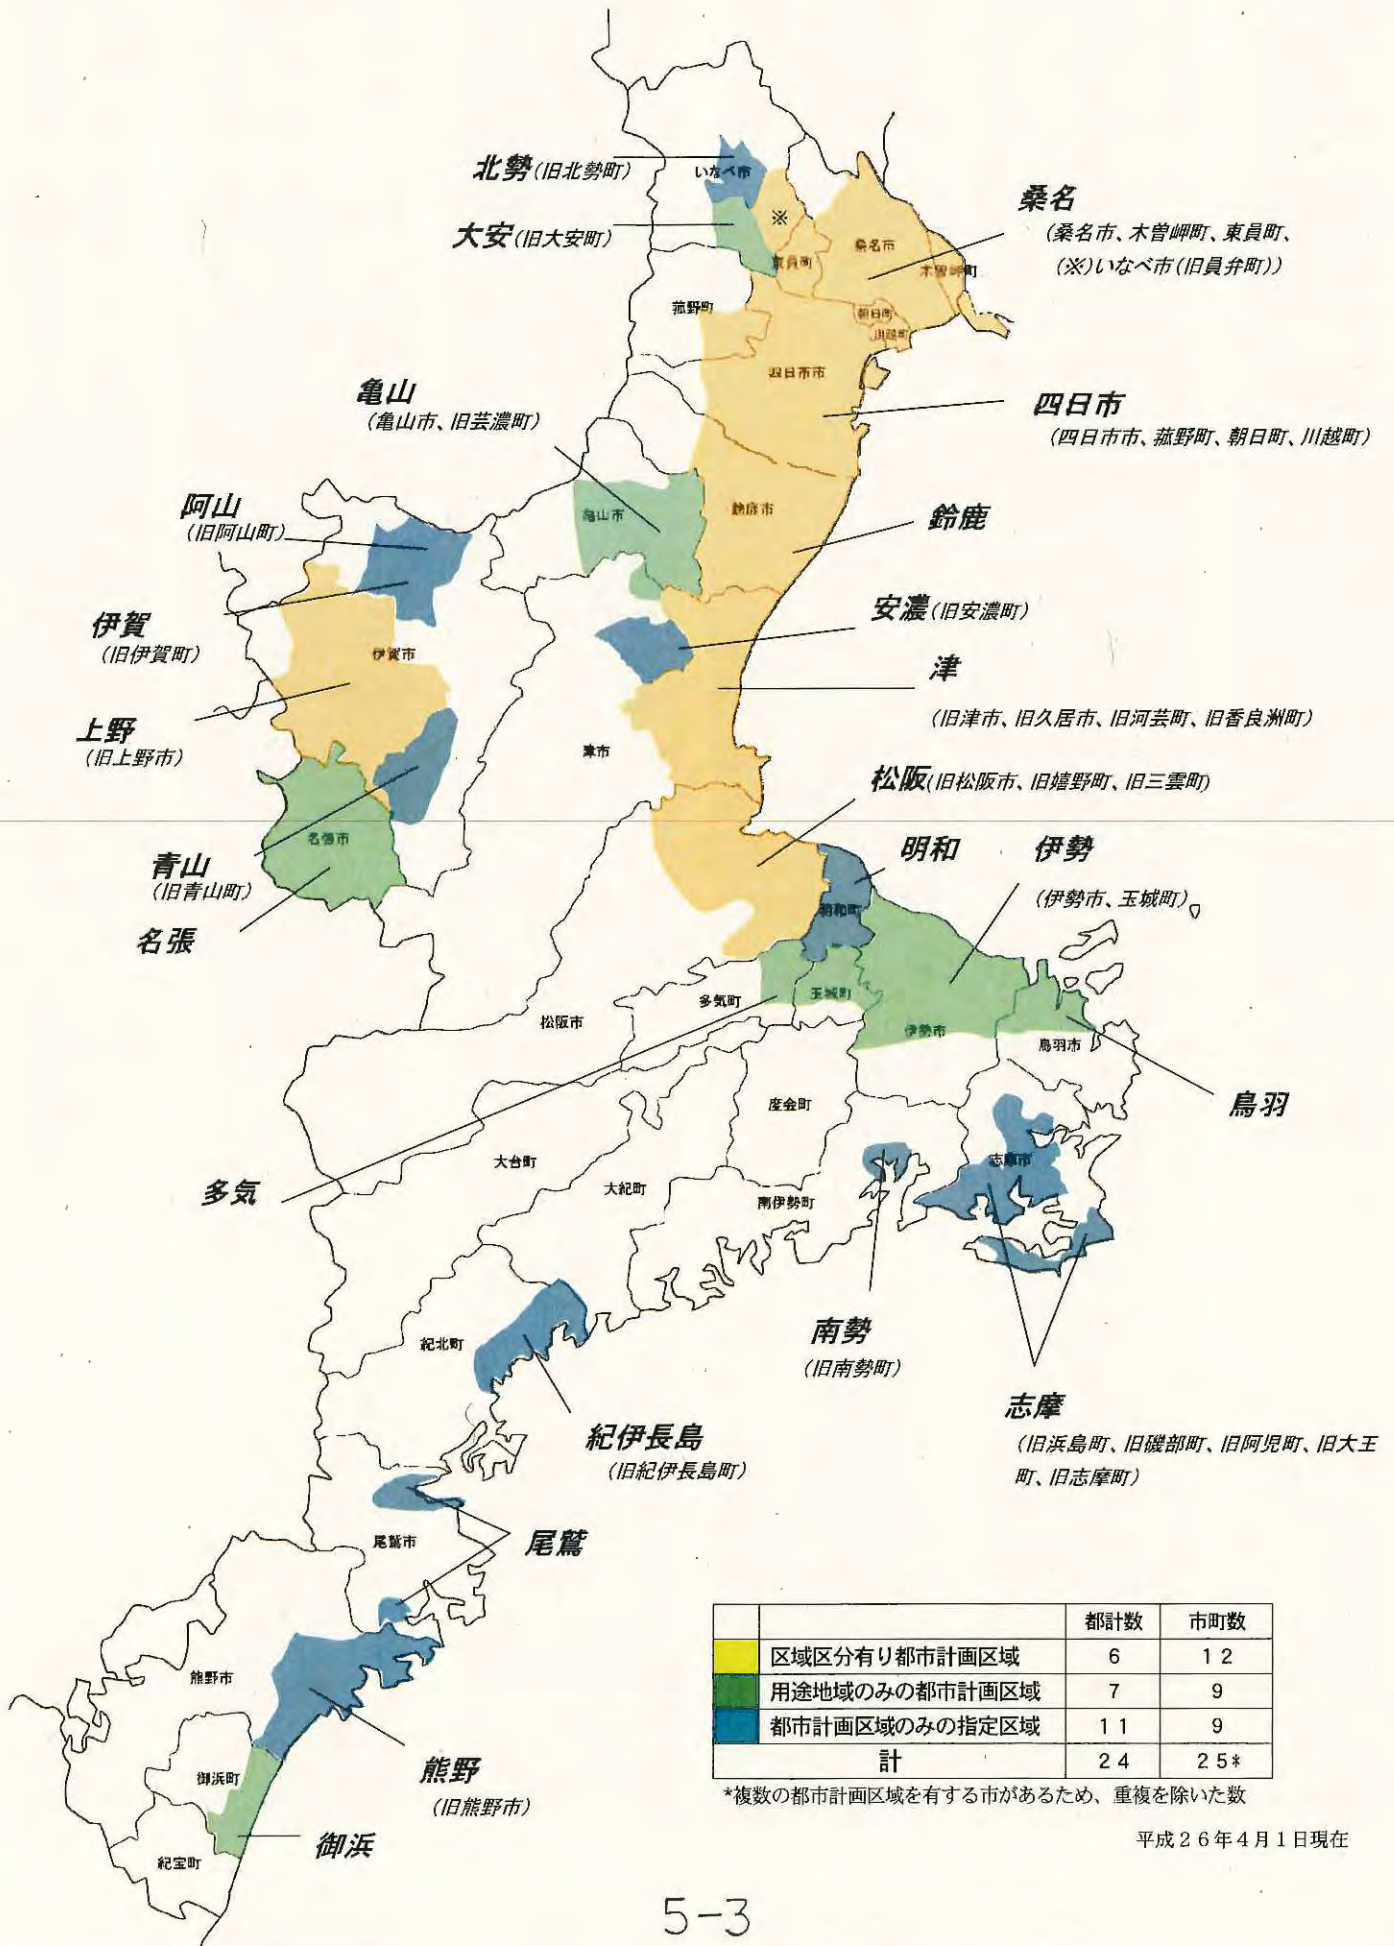 北勢(旧北勢町)
いなべ市
大安(旧大安町)
※
桑名
(桑名市、木曽岬町、東員町、
(※)いなべ市(旧員弁町))
桑名市
東員町
木曽岬町
菰野町
朝日町
川越町
四日市市
亀山
(亀山市、旧芸濃町)
四日市
(四日市市、菰野町、朝日町、川越町)
阿山
(旧阿山町)
亀山市
鈴鹿市
鈴鹿
伊賀
(旧伊賀町)
安濃(旧安濃町)
伊賀市
津
(旧津市、旧久居市、旧河芸町、旧香良洲町)
上野
(旧上野市)
津市
松阪(旧松阪市、旧嬉野町、旧三雲町)
名張市
青山
(旧青山町)
明和
伊勢
(伊勢市、玉城町)
明和町
名張
多気町
玉城町
松阪市
伊勢市
鳥羽市
鳥羽
度会町
大台町
志摩市
多気
大紀町
南伊勢町
南勢
(旧南勢町)
紀北町
志摩
(旧浜島町、旧磯部町、旧阿児町、旧大王
町、旧志摩町)
紀伊長島
(旧紀伊長島町)
尾鷲市
尾鷲
都計数 市町数
区域区分有り都市計画区域 6 12
用途地域のみの都市計画区域 7 9
都市計画区域のみの指定区域 11 9
計 24 25*
*複数の都市計画区域を有する市があるため、重複を除いた数
熊野市
熊野
(旧熊野市)
御浜町
御浜
紀宝町
平成26年4月1日現在
5-3